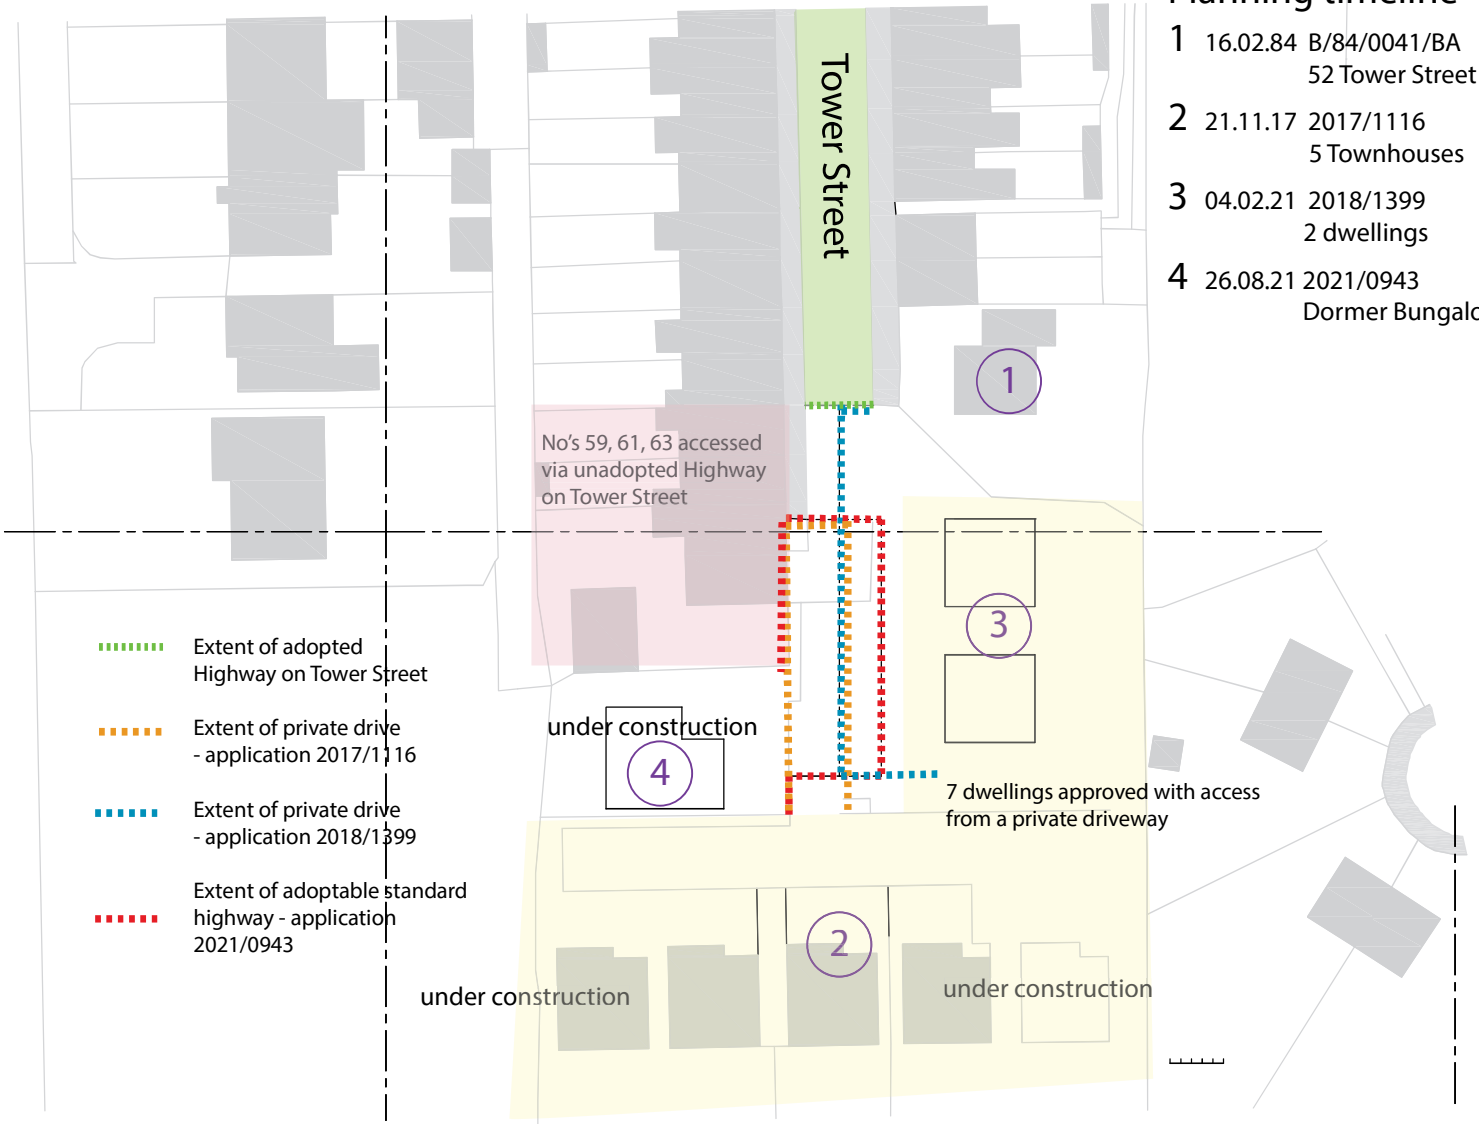 Planning timeline
1 16.02.84 B/84/0041/BA
52 Tower Street
2 21.11.17 2017/1116
5 Townhouses
3 04.02.21 2018/1399
2 dwellings
4 26.08.21 2021/0943
Dormer
Tower Street
1
No's 59, 61, 63 accessed
via unadopted Highway
on Tower Street
3
Extent of adopted
Highway on Tower Street
Extent of private drive
- application 2017/1116
Extent of private drive
- application 2018/1399
Extent of adoptable standard
highway - application
2021/0943
under construction
4
7 dwellings approved with access
from a private driveway
2
under construction
under construction